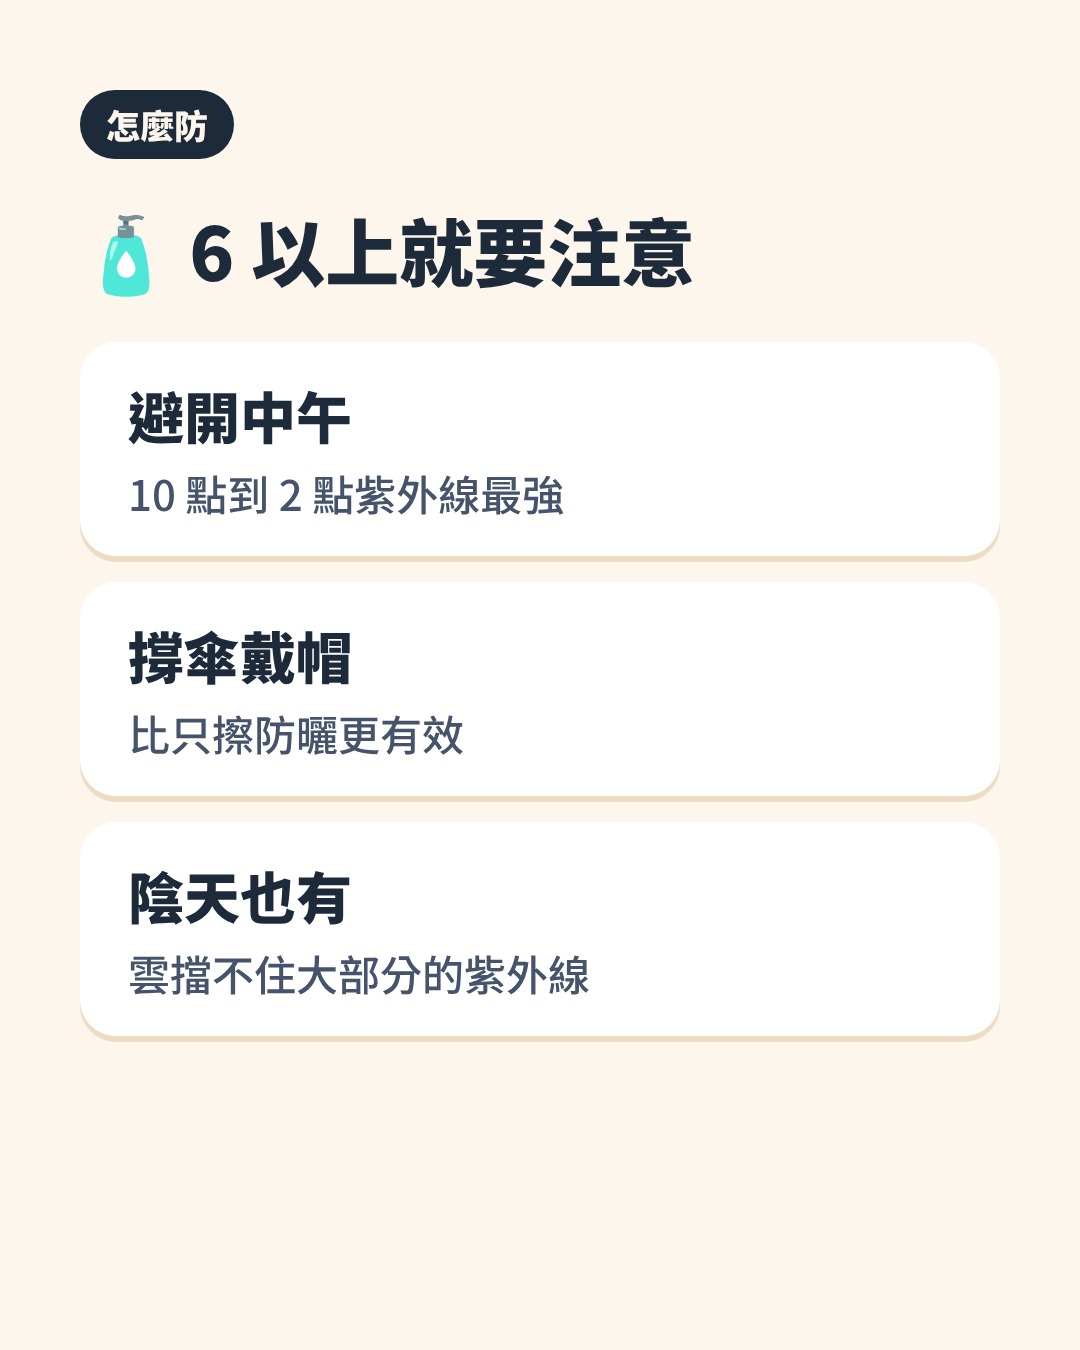 怎麼防
6 以上就要注意
避開中午
10 點到 2 點紫外線最強
撐傘戴帽
比只擦防曬更有效
陰天也有
雲擋不住大部分的紫外線